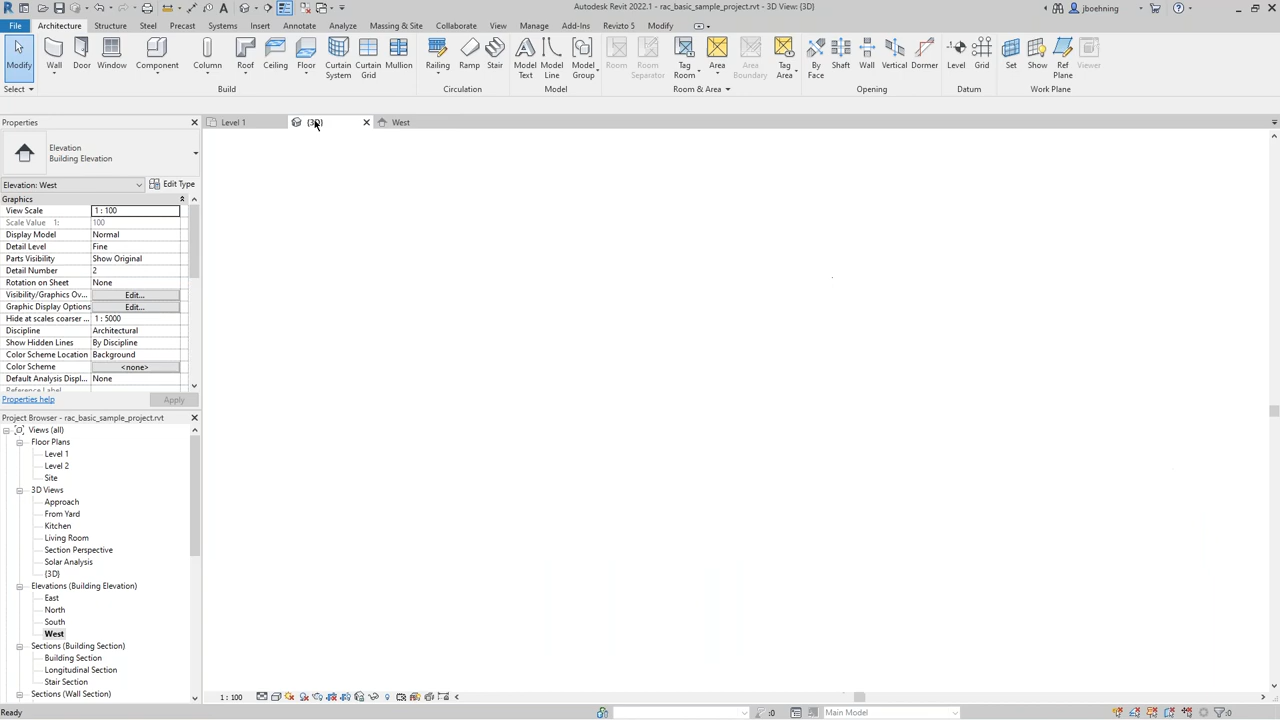 Autodesk Revit 2022.1 - rac_basic_sample_project.rvt - 3D View: {3D}
jboehning
File Architecture Structure Steel Precast Systems Insert Annotate Analyze Massing & Site Collaborate View Manage Add-Ins Revizto 5 Modify
Modify Wall Door Window Component Column Roof Ceiling Floor Curtain System Curtain Grid Mullion Railing Ramp Stair Model Text Model Line Model Group Room Room Separator Tag Room Area Area Boundary Tag Area By Face Shaft Wall Vertical Dormer Level Grid Set Show Ref Plane Viewer
Select Build Circulation Model Room & Area Opening Datum Work Plane
Properties
Level 1 {3D} West
Elevation
Building Elevation
Elevation: West Edit Type
Graphics
View Scale 1 : 100
Scale Value 1: 100
Display Model Normal
Detail Level Fine
Parts Visibility Show Original
Detail Number 2
Rotation on Sheet None
Visibility/Graphics Ov... Edit...
Graphic Display Options Edit...
Hide at scales coarser ... 1 : 5000
Discipline Architectural
Show Hidden Lines By Discipline
Color Scheme Location Background
Color Scheme <none>
Default Analysis Displ... None
Reference Label
Properties help Apply
Project Browser - rac_basic_sample_project.rvt
Views (all)
Floor Plans
Level 1
Level 2
Site
3D Views
Approach
From Yard
Kitchen
Living Room
Section Perspective
Solar Analysis
{3D}
Elevations (Building Elevation)
East
North
South
West
Sections (Building Section)
Building Section
Longitudinal Section
Stair Section
Sections (Wall Section)
1 : 100
Ready :0 Main Model :0